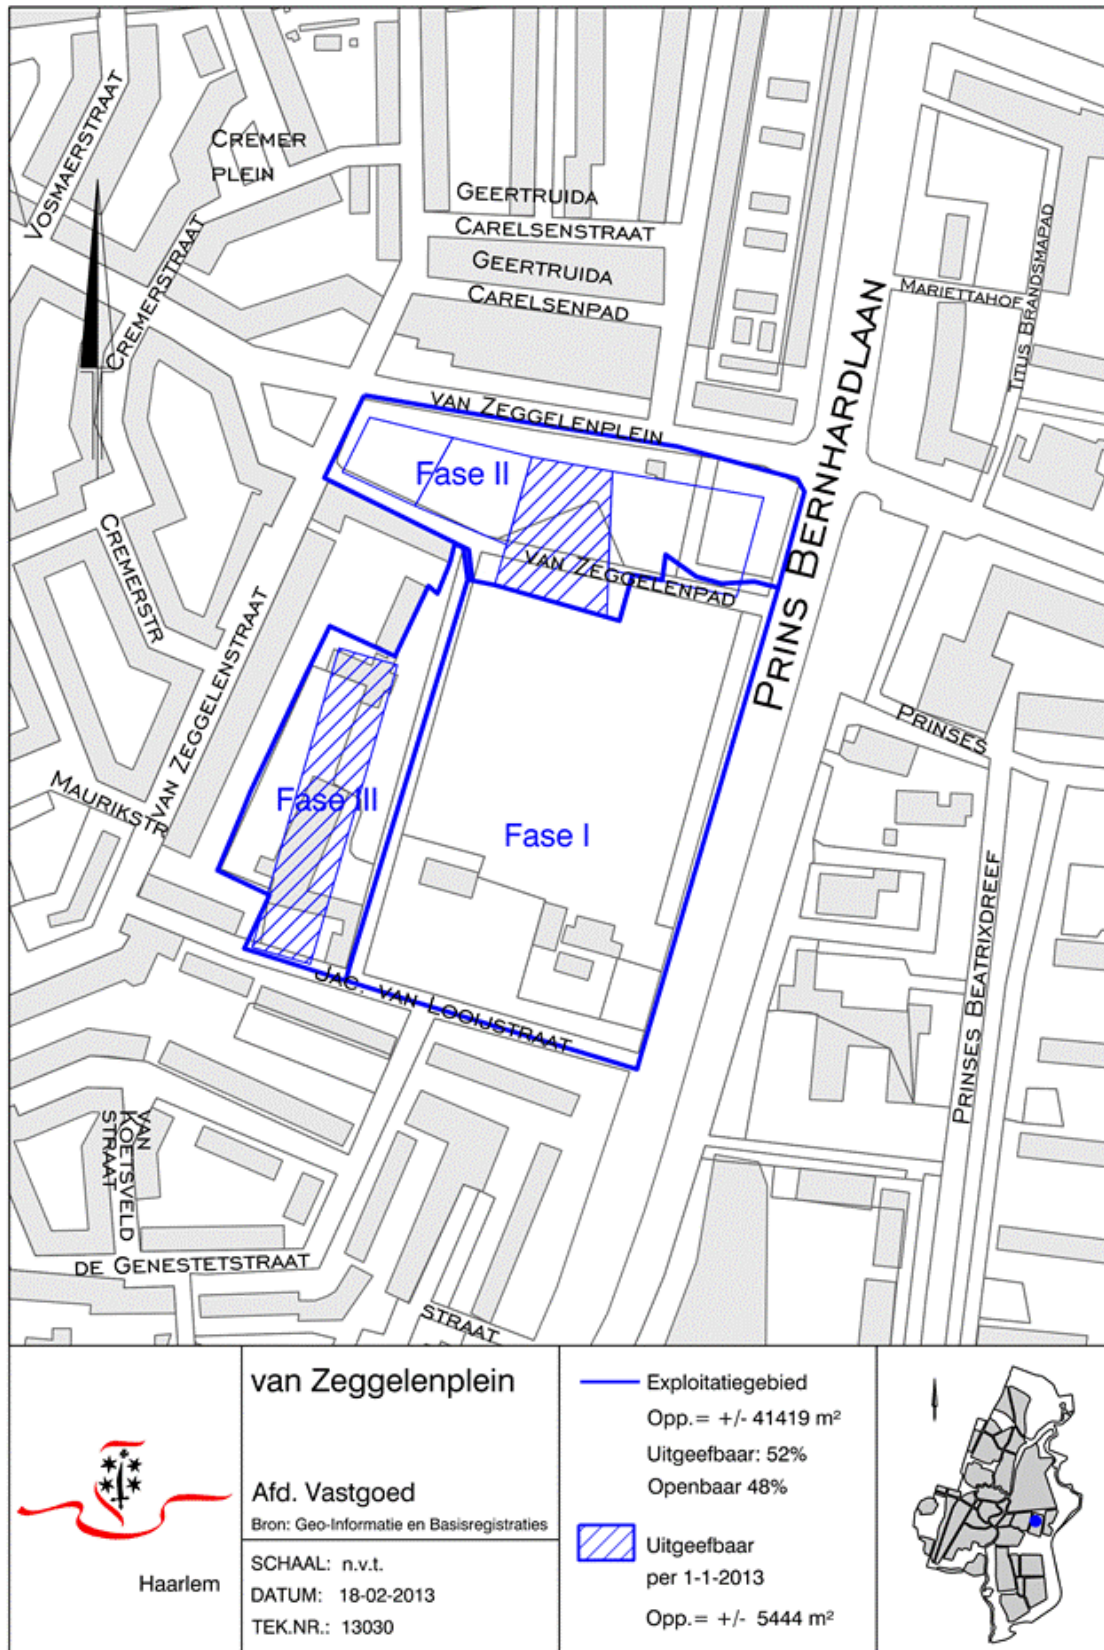 VOSMAERSTRAAT
CREMER
PLEIN
CREMERSTRAAT
GEERTRUIDA
CARELSENSTRAAT
GEERTRUIDA
CARELSENPAD
MARIETTAHOF
TITUS BRANDSMAPAD
PRINS BERNHARDLAAN
VAN ZEGGELENPLEIN
Fase II
VAN ZEGGELENPAD
CREMERSTR
VAN ZEGGELENSTRAAT
MAURIKSTR
Fase III
Fase I
PRINSES
PRINSES BEATRIXDREEF
JAC. VAN LOOIJSTRAAT
VAN
KOETSVELD
STRAAT
DE GENESTETSTRAAT
STRAAT
van Zeggelenplein
Afd. Vastgoed
Bron: Geo-Informatie en Basisregistraties
SCHAAL: n.v.t.
DATUM: 18-02-2013
TEK.NR.: 13030
Haarlem
Exploitatiegebied
Opp.= +/- 41419 m²
Uitgeefbaar: 52%
Openbaar 48%
Uitgeefbaar
per 1-1-2013
Opp.= +/- 5444 m²